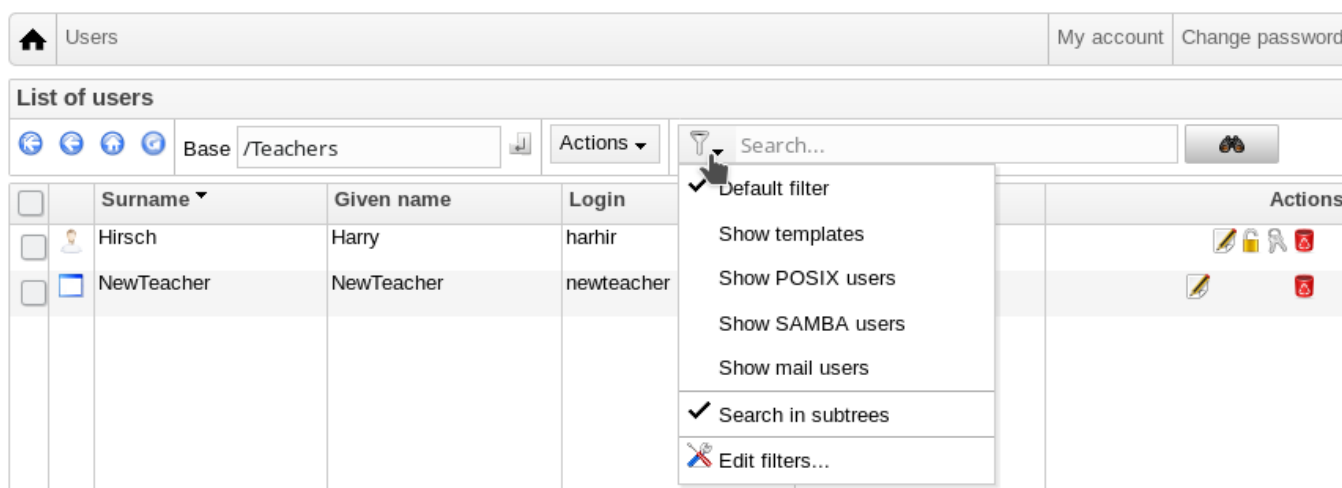 Users My account Change password
List of users
Base /Teachers Actions Search...
Surname Given name Login Actions
Hirsch Harry harhir
NewTeacher NewTeacher newteacher
Default filter
Show templates
Show POSIX users
Show SAMBA users
Show mail users
Search in subtrees
Edit filters...